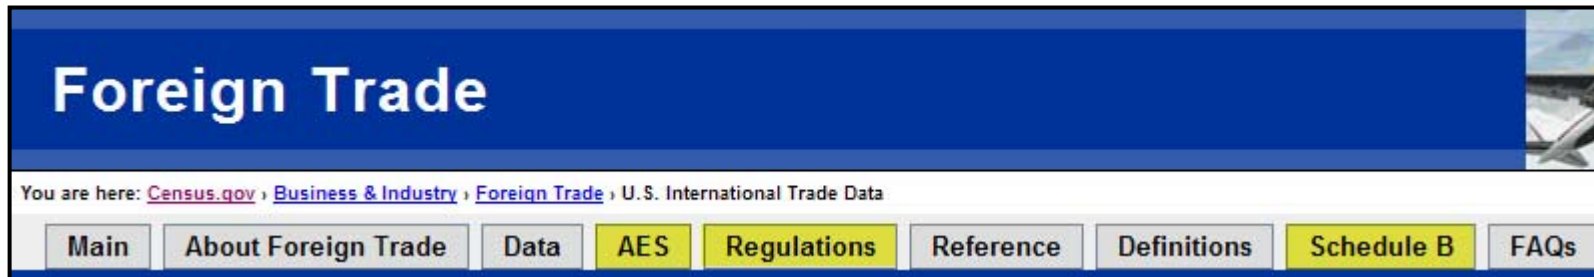 Foreign Trade
You are here: Census.gov › Business & Industry › Foreign Trade › U.S. International Trade Data
Main About Foreign Trade Data AES Regulations Reference Definitions Schedule B FAQs